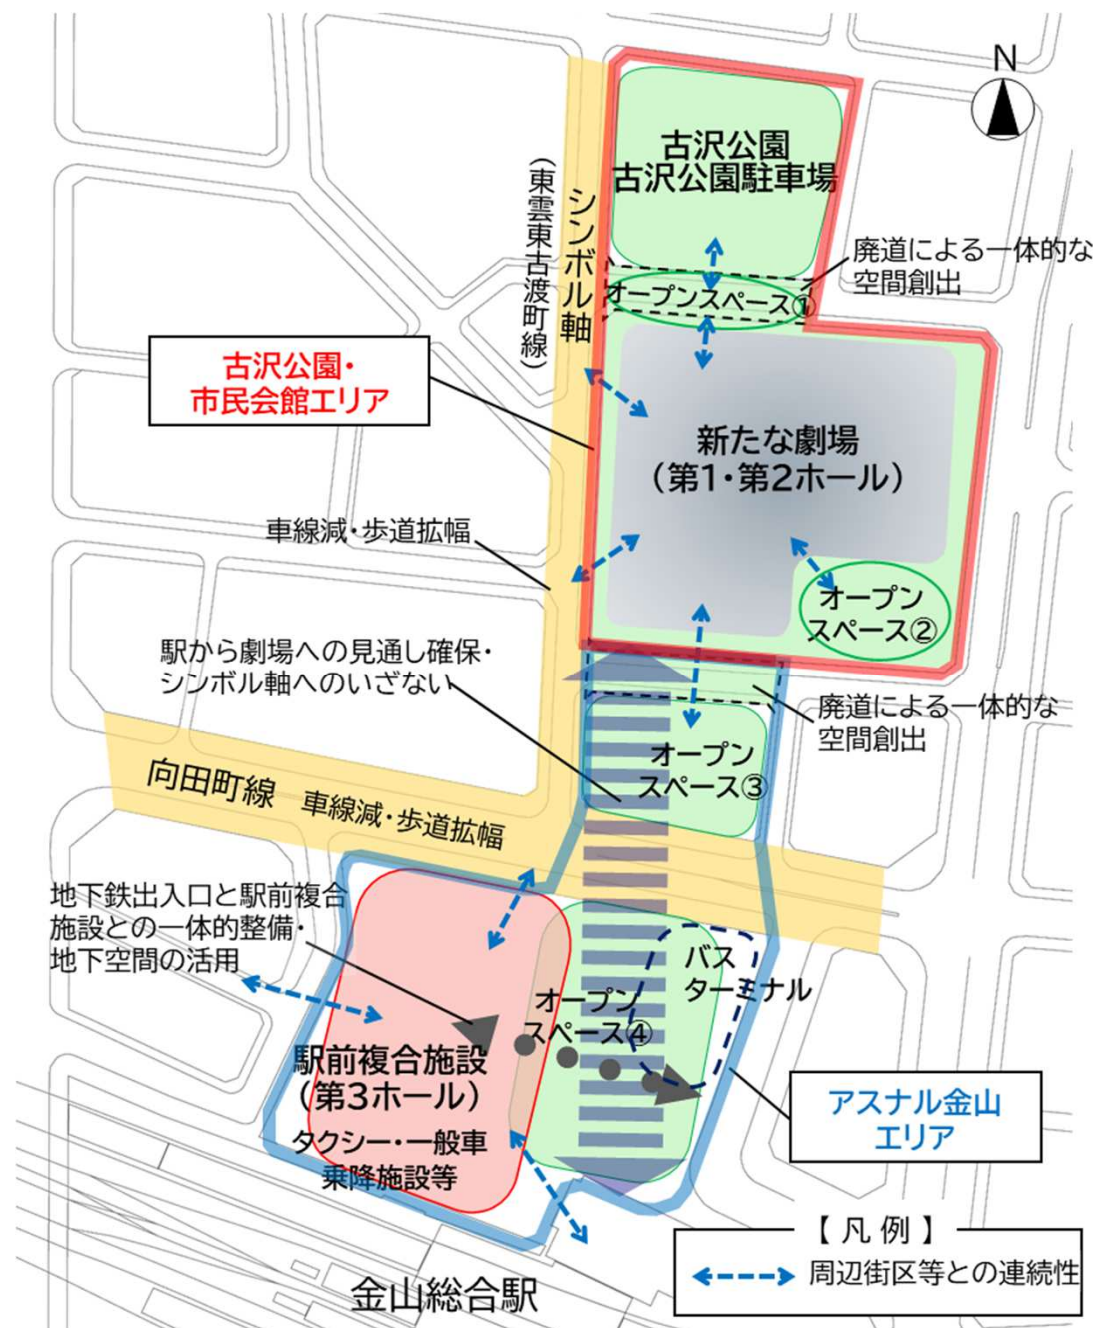 N
古沢公園
古沢公園駐車場
(東雲東古渡町線)
シンボル軸
廃道による一体的な
空間創出
オープンスペース①
古沢公園・
市民会館エリア
新たな劇場
(第1・第2ホール)
車線減・歩道拡幅
オープン
スペース②
駅から劇場への見通し確保・
シンボル軸へのいざない
廃道による一体的な
空間創出
オープン
スペース③
向田町線 車線減・歩道拡幅
地下鉄出入口と駅前複合
施設との一体的整備・
地下空間の活用
バス
ターミナル
オープン
スペース④
駅前複合施設
(第3ホール)
タクシー・一般車
乗降施設等
アスナル金山
エリア
【 凡 例 】
周辺街区等との連続性
金山総合駅